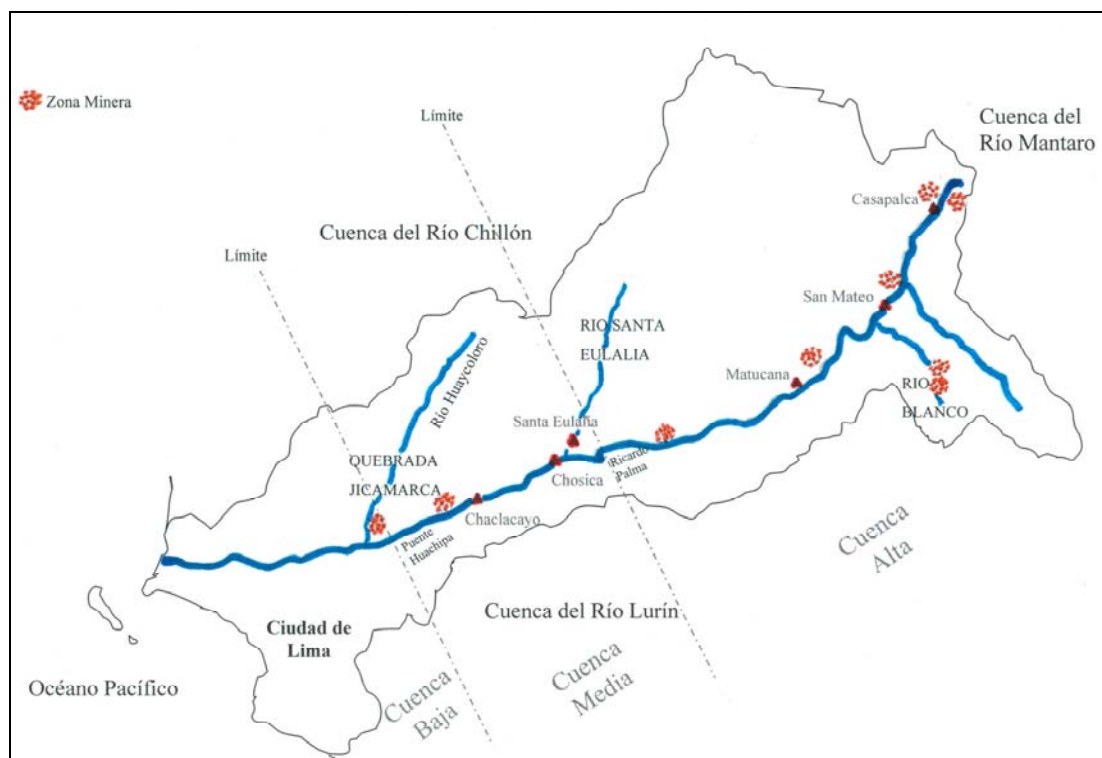 Zona Minera
Límite
Cuenca del
Río Mantaro
Casapalca
Cuenca del Río Chillón
Límite
San Mateo
RIO SANTA
EULALIA
Río Huaycoloro
Matucana
RIO
BLANCO
Santa Eulalia
QUEBRADA
JICAMARCA
Ricardo
Palma
Chosica
Chaclacayo
Puente
Huachipa
Cuenca
Alta
Cuenca del Río Lurín
Ciudad de
Lima
Cuenca
Media
Océano Pacífico
Cuenca
Baja